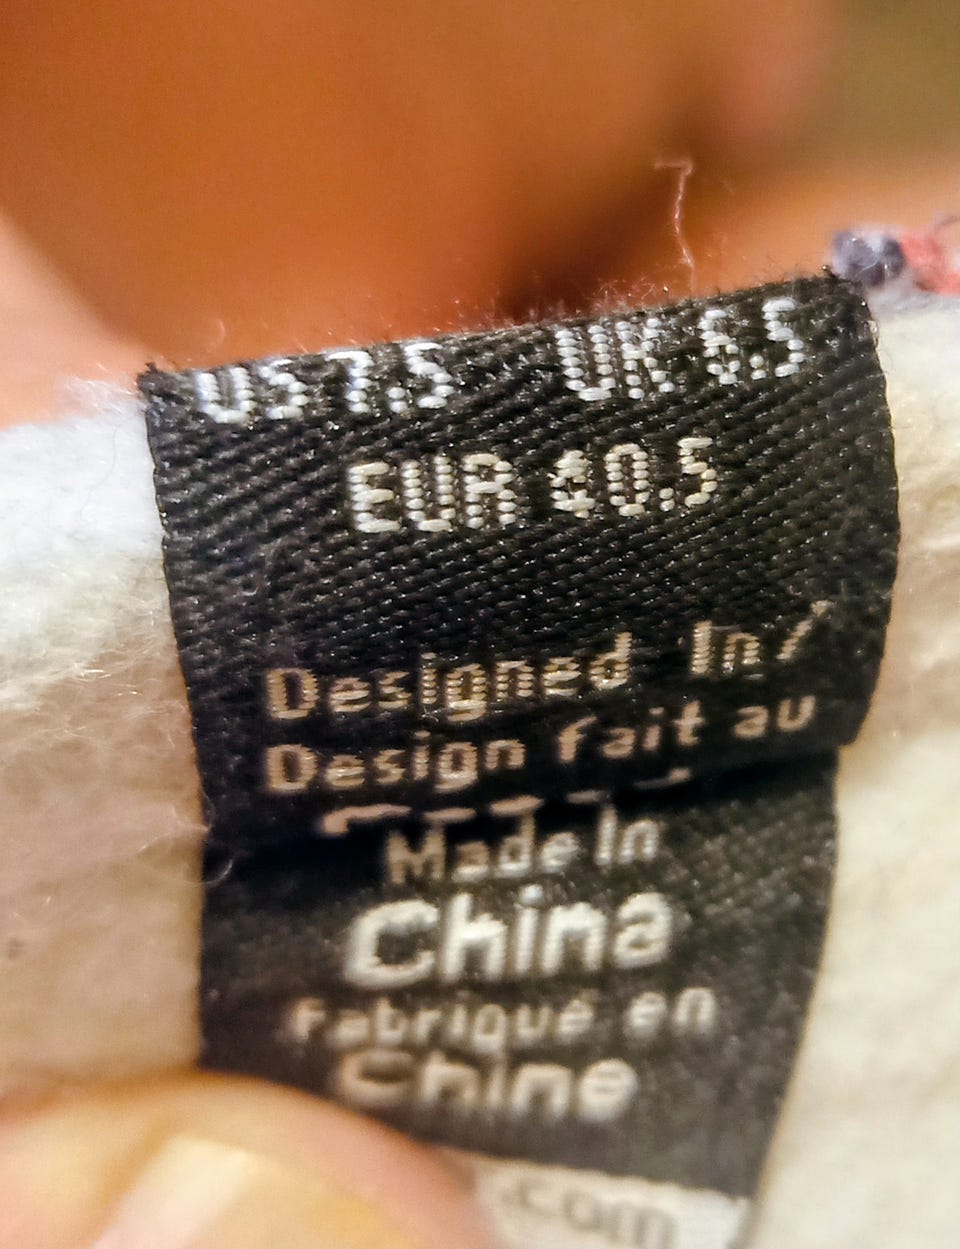 US 7.5 UK 6.5
EUR 40.5
Designed In/
Design fait au
Made In
China
Fabriqué en
Chine
.com